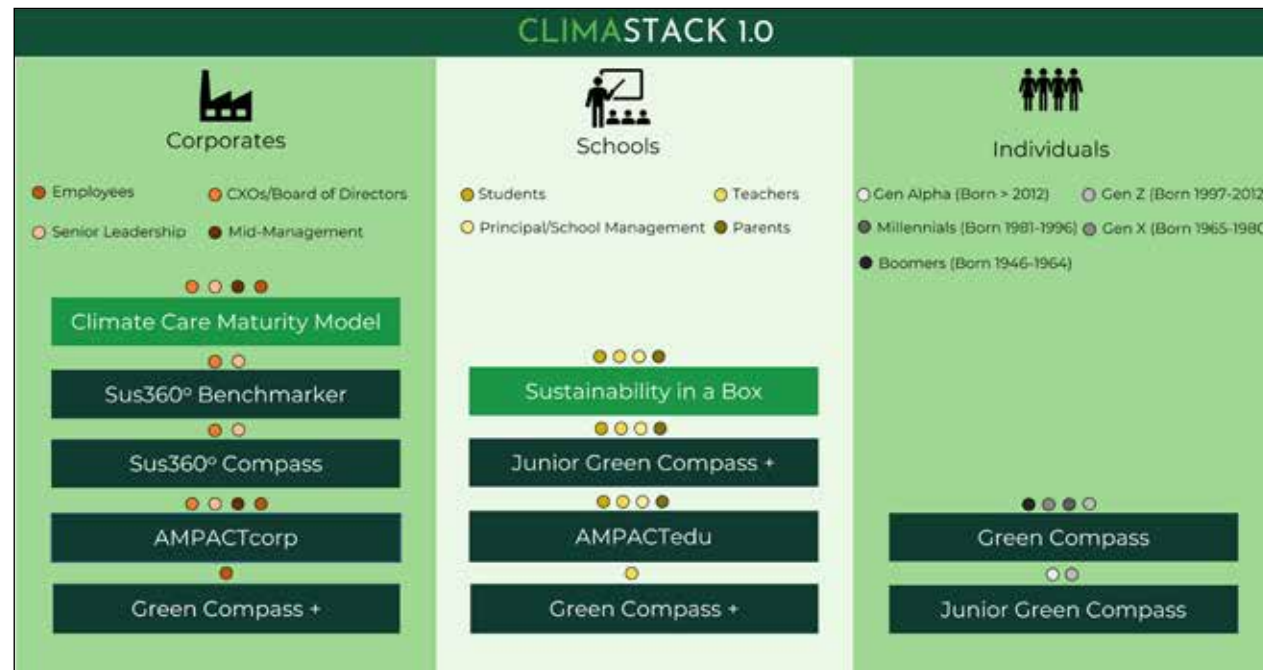 CLIMASTACK 1.0
Corporates
Employees
CXOs/Board of Directors
Senior Leadership
Mid-Management
Climate Care Maturity Model
Sus360º Benchmarker
Sus360º Compass
AMPACTcorp
Green Compass +
Schools
Students
Teachers
Principal/School Management
Parents
Sustainability in a Box
Junior Green Compass +
AMPACTedu
Green Compass +
Individuals
Gen Alpha (Born > 2012)
Gen Z (Born 1997-2012
Millennials (Born 1981-1996)
Gen X (Born 1965-1980
Boomers (Born 1946-1964)
Green Compass
Junior Green Compass